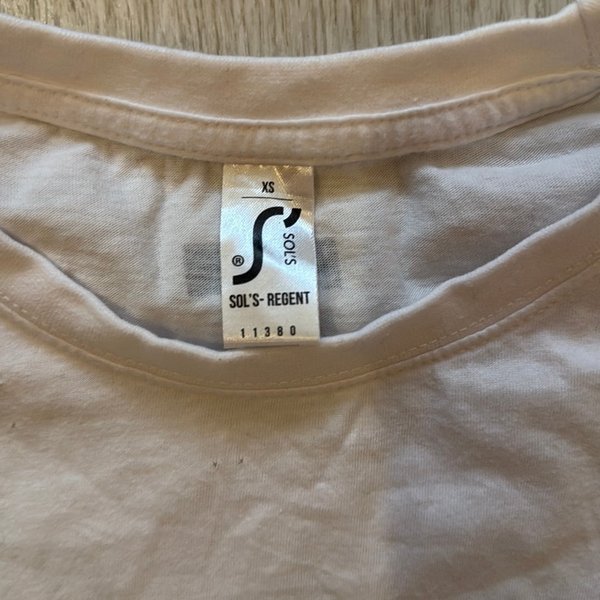 XS
SOL'S
®
SOL'S- REGENT
11380